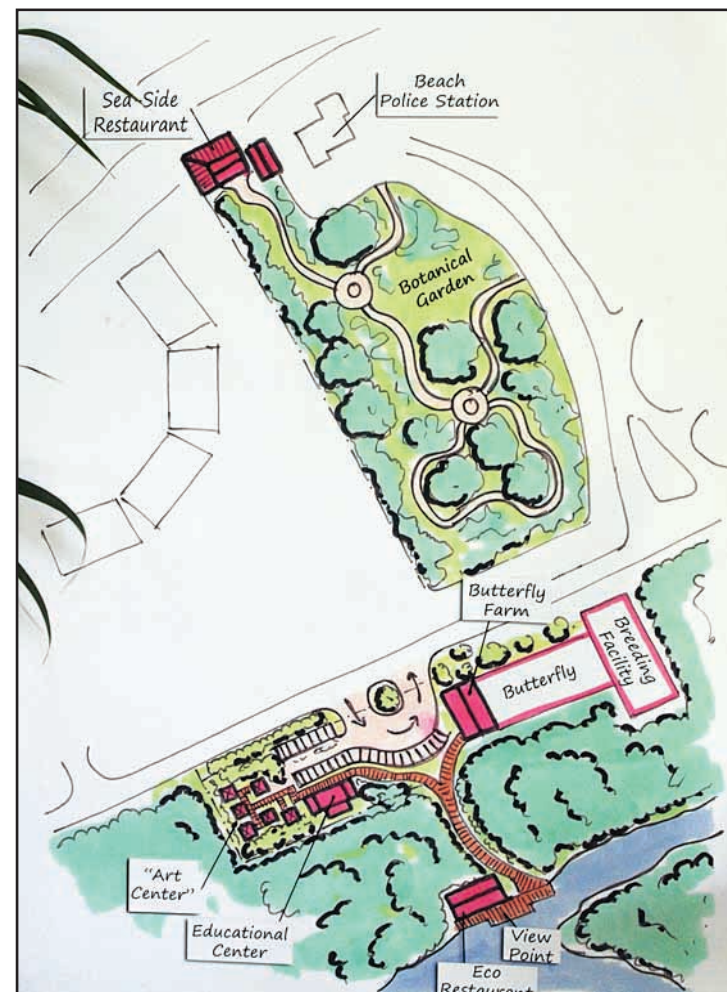 Sea-Side
Restaurant
Beach
Police Station
Botanical
Garden
Butterfly
Farm
Butterfly
Breeding
Facility
"Art
Center"
Educational
Center
View
Point
Eco
Restaurant